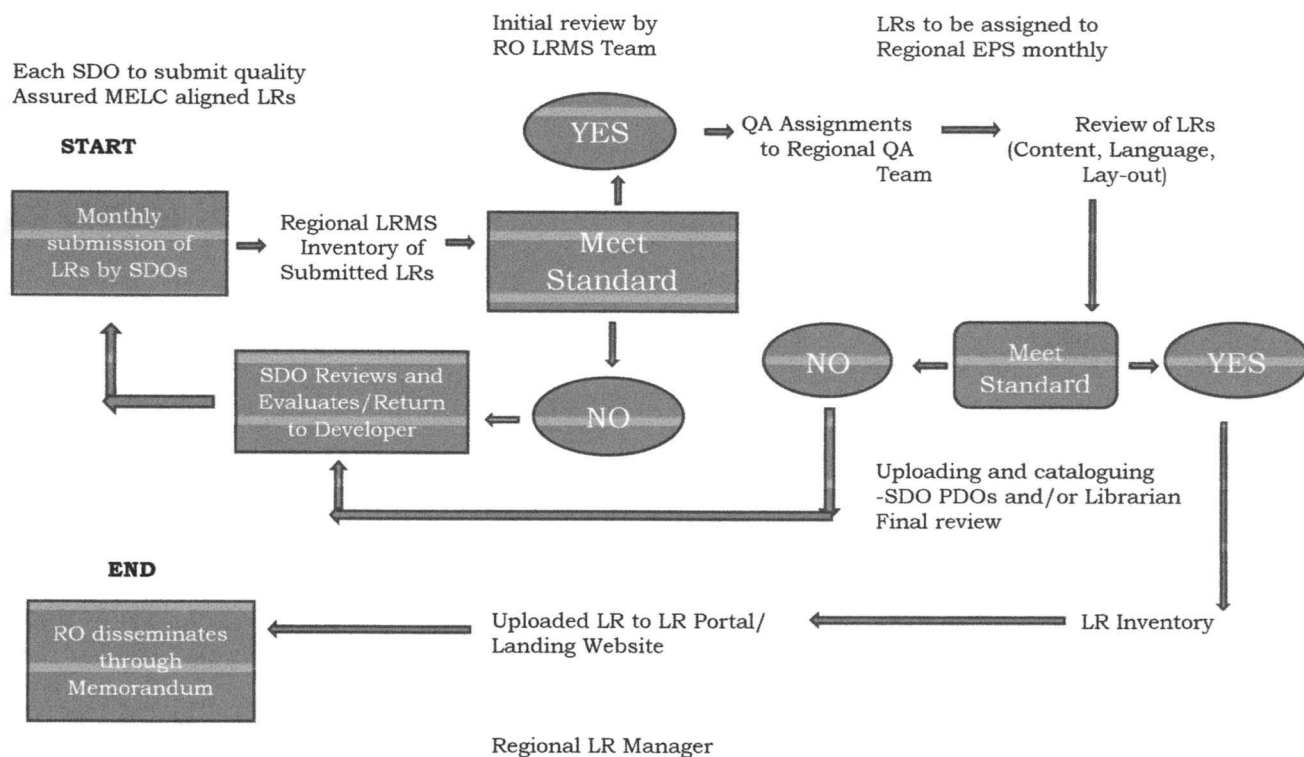 Initial review by
RO LRMS Team
LRs to be assigned to
Regional EPS monthly
Each SDO to submit quality
Assured MELC aligned LRs
START
YES
QA Assignments
to Regional QA
Team
Review of LRs
(Content, Language,
Lay-out)
Monthly
submission of
LRs by SDOs
Regional LRMS
Inventory of
Submitted LRs
Meet
Standard
NO
Meet
Standard
YES
SDO Reviews and
Evaluates/Return
to Developer
NO
Uploading and cataloguing
-SDO PDOs and/or Librarian
Final review
END
RO disseminates
through
Memorandum
Uploaded LR to LR Portal/
Landing Website
LR Inventory
Regional LR Manager